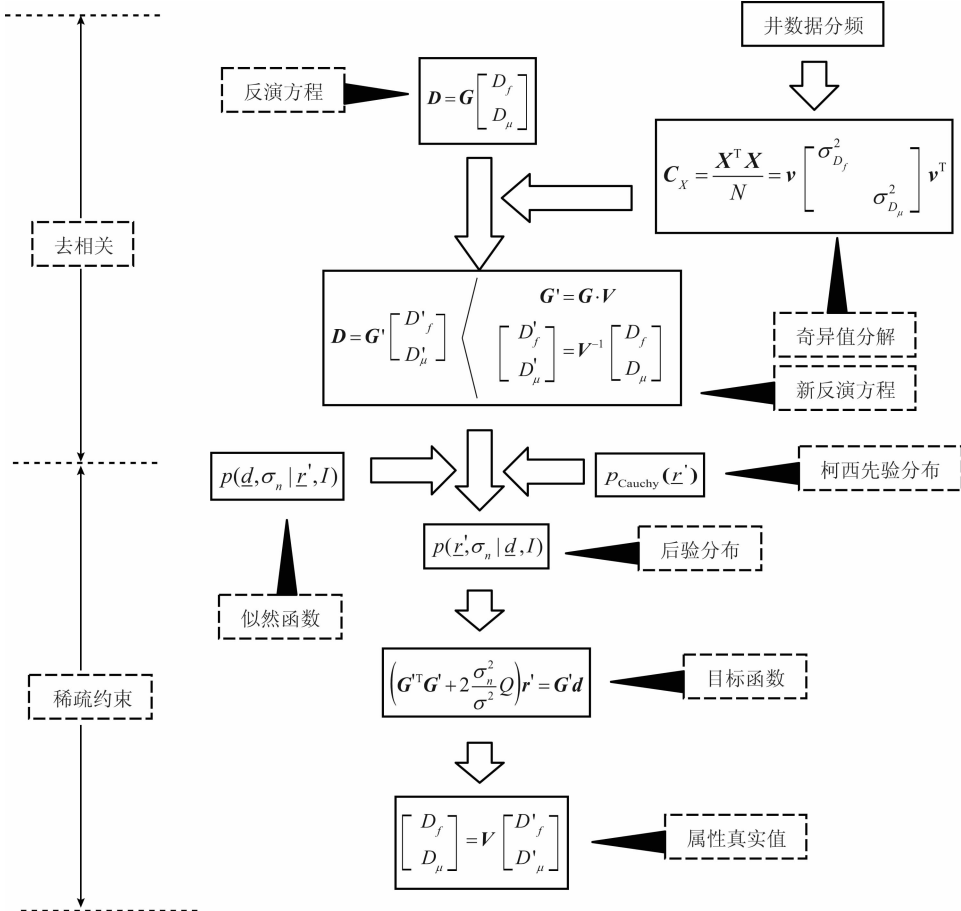 井数据分频
反演方程
D = G [ D_f
D_μ ]
C_X = X^T X / N = v [ σ²_{D_f}
σ²_{D_μ} ] v^T
去相关
D = G' [ D'_f
D'_μ ]
G' = G·V
[ D'_f
D'_μ ] = V^{-1} [ D_f
D_μ ]
奇异值分解
新反演方程
p(d,σ_n | r',I)
p_Cauchy(r')
柯西先验分布
p(r',σ_n | d,I)
后验分布
似然函数
(G'^T G' + 2 σ_n²/σ² Q) r' = G'd
目标函数
稀疏约束
[ D_f
D_μ ] = V [ D'_f
D'_μ ]
属性真实值